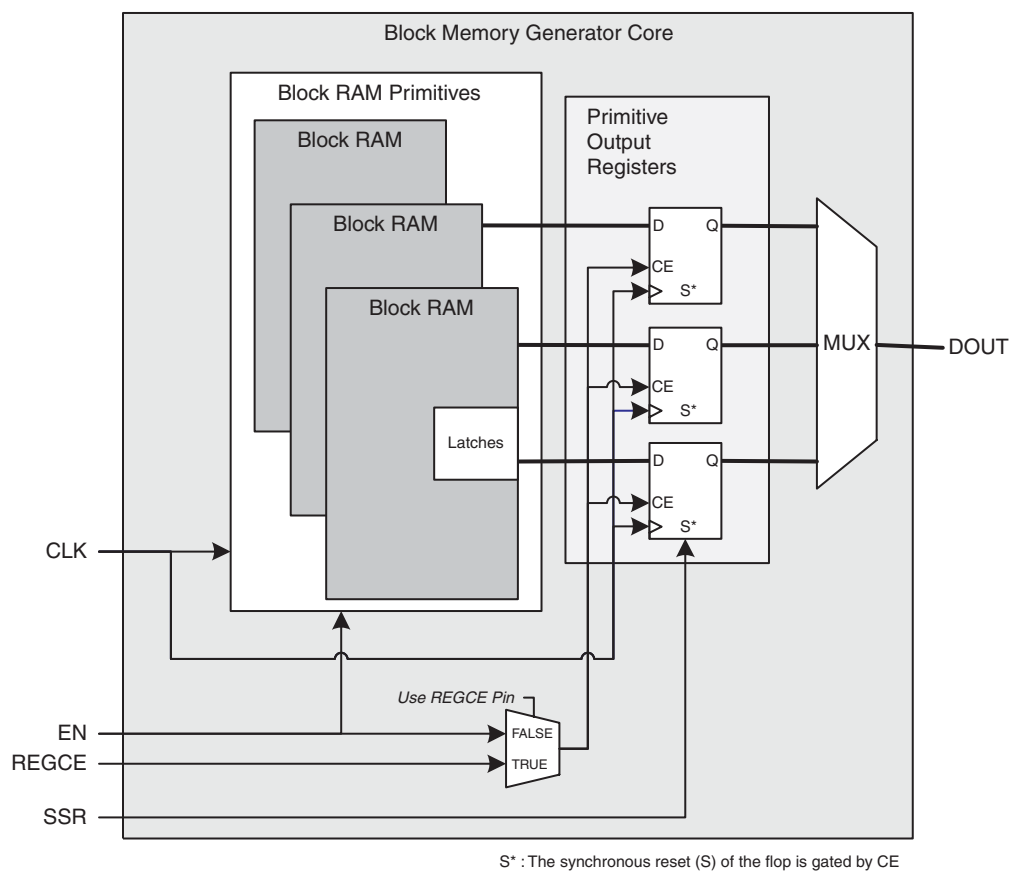 Block Memory Generator Core
Block RAM Primitives
Block RAM
Block RAM
Block RAM
Latches
Primitive
Output
Registers
D Q
CE
S*
D Q
CE
S*
D Q
CE
S*
MUX
DOUT
CLK
Use REGCE Pin
EN
FALSE
REGCE
TRUE
SSR
S* : The synchronous reset (S) of the flop is gated by CE